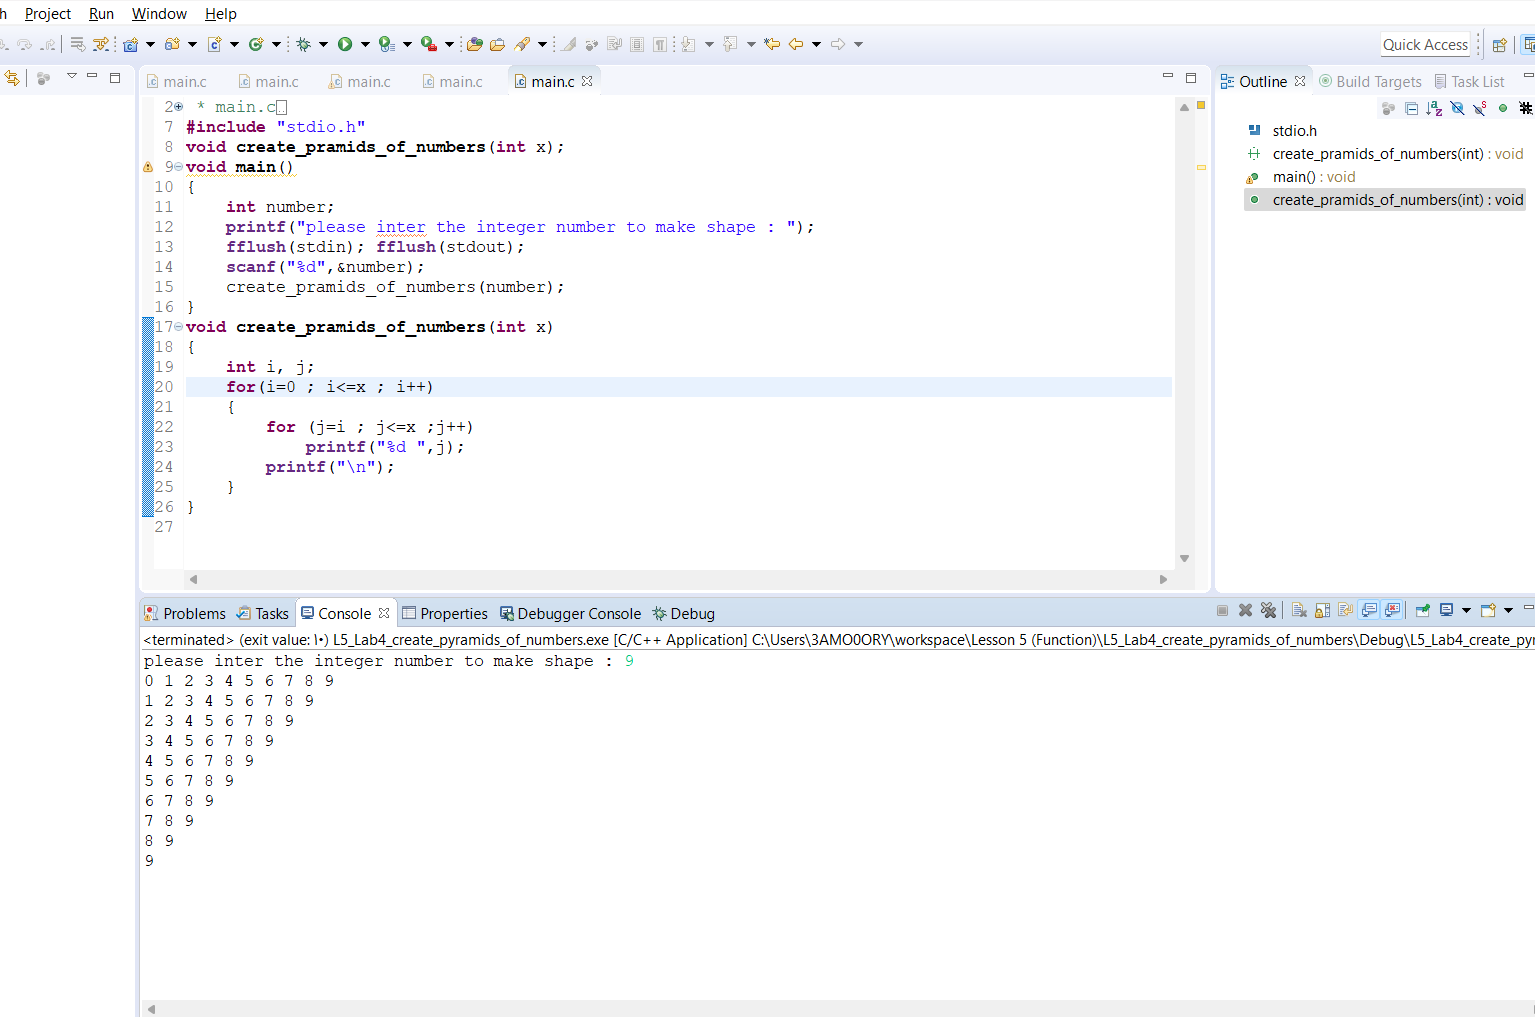 h Project Run Window Help
Quick Access
main.c main.c main.c main.c main.c
Outline Build Targets Task List
2 * main.c
7 #include "stdio.h"
8 void create_pramids_of_numbers(int x);
9 void main()
10 {
11 int number;
12 printf("please inter the integer number to make shape : ");
13 fflush(stdin); fflush(stdout);
14 scanf("%d",&number);
15 create_pramids_of_numbers(number);
16 }
17 void create_pramids_of_numbers(int x)
18 {
19 int i, j;
20 for(i=0 ; i<=x ; i++)
21 {
22 for (j=i ; j<=x ;j++)
23 printf("%d ",j);
24 printf("\n");
25 }
26 }
27
stdio.h
create_pramids_of_numbers(int) : void
main() : void
create_pramids_of_numbers(int) : void
Problems Tasks Console Properties Debugger Console Debug
<terminated> (exit value: ١٠) L5_Lab4_create_pyramids_of_numbers.exe [C/C++ Application] C:\Users\3AMO0ORY\workspace\Lesson 5 (Function)\L5_Lab4_create_pyramids_of_numbers\Debug\L5_Lab4_create_pyr
please inter the integer number to make shape : 9
0 1 2 3 4 5 6 7 8 9
1 2 3 4 5 6 7 8 9
2 3 4 5 6 7 8 9
3 4 5 6 7 8 9
4 5 6 7 8 9
5 6 7 8 9
6 7 8 9
7 8 9
8 9
9